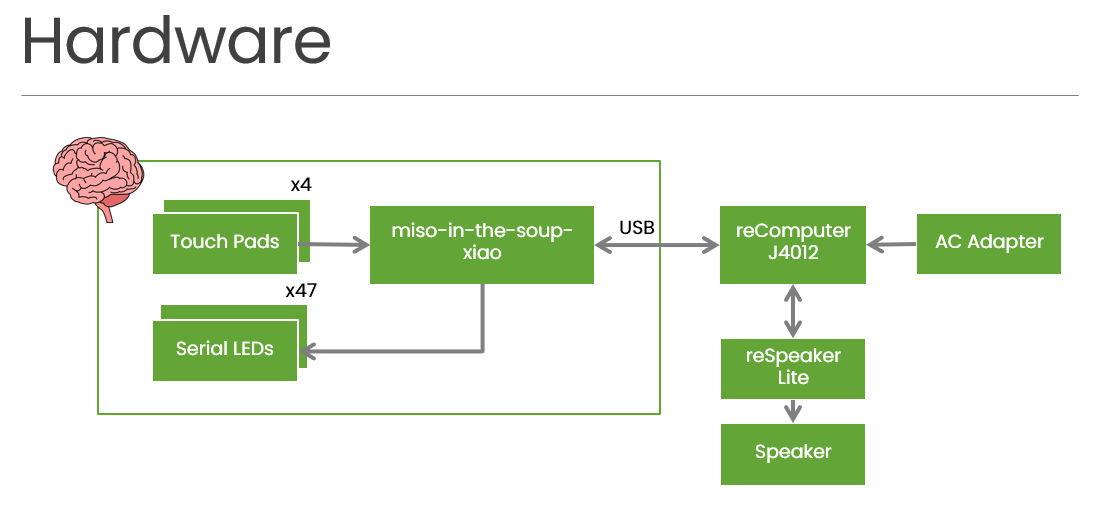 Hardware
x4
Touch Pads
miso-in-the-soup-
xiao
USB
reComputer
J4012
AC Adapter
x47
Serial LEDs
reSpeaker
Lite
Speaker